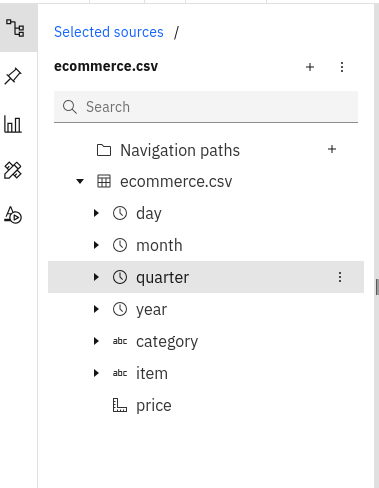 Selected sources /
ecommerce.csv
Search
Navigation paths
ecommerce.csv
day
month
quarter
year
abc category
abc item
price